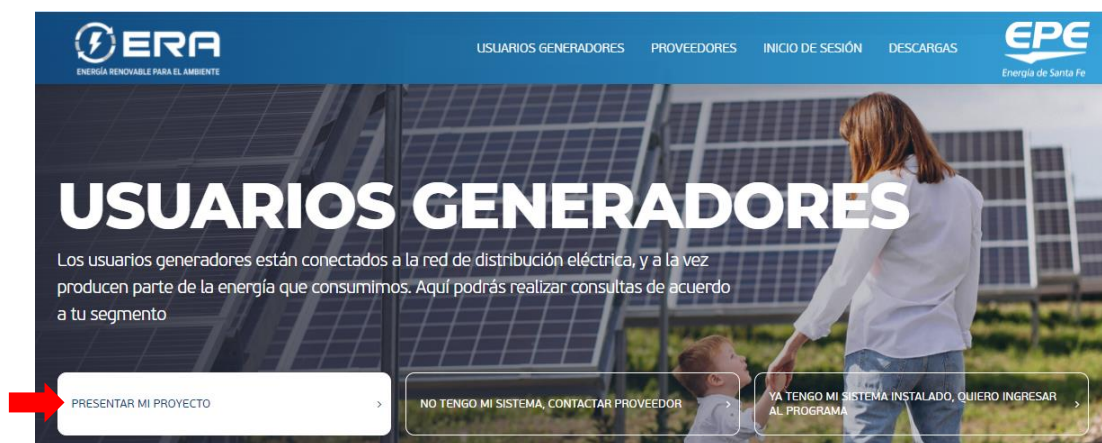 ERA
ENERGÍA RENOVABLE PARA EL AMBIENTE
USUARIOS GENERADORES
PROVEEDORES
INICIO DE SESIÓN
DESCARGAS
EPE
Energía de Santa Fe
USUARIOS GENERADORES
Los usuarios generadores están conectados a la red de distribución eléctrica, y a la vez
producen parte de la energía que consumimos. Aquí podrás realizar consultas de acuerdo
a tu segmento
PRESENTAR MI PROYECTO
NO TENGO MI SISTEMA, CONTACTAR PROVEEDOR
YA TENGO MI SISTEMA INSTALADO, QUIERO INGRESAR
AL PROGRAMA